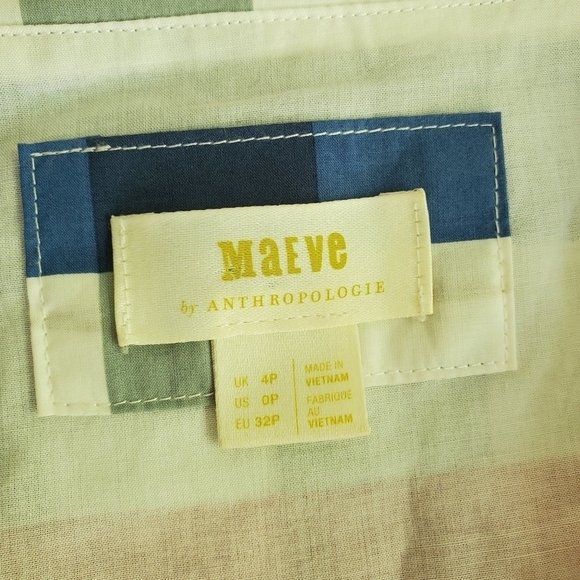 MAEVE
by ANTHROPOLOGIE
UK 4P
US 0P
EU 32P
MADE IN
VIETNAM
FABRIQUÉ
AU
VIETNAM